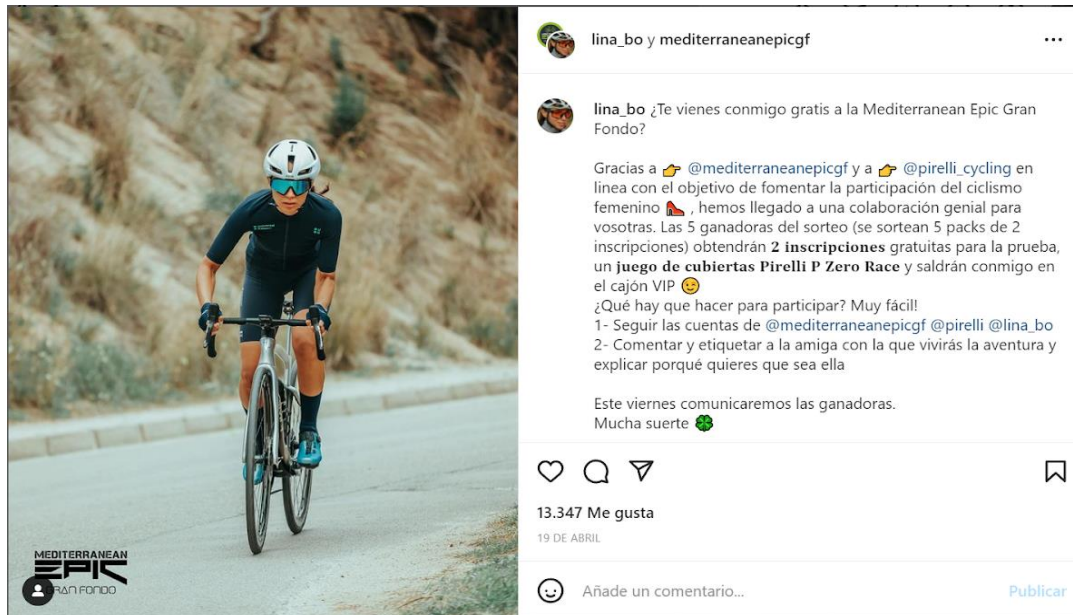 lina_bo y mediterraneanepicgf
lina_bo ¿Te vienes conmigo gratis a la Mediterranean Epic Gran
Fondo?
Gracias a 👉 @mediterraneanepicgf y a 👉 @pirelli_cycling en
linea con el objetivo de fomentar la participación del ciclismo
femenino 👠 , hemos llegado a una colaboración genial para
vosotras. Las 5 ganadoras del sorteo (se sortean 5 packs de 2
inscripciones) obtendrán 2 inscripciones gratuitas para la prueba,
un juego de cubiertas Pirelli P Zero Race y saldrán conmigo en
el cajón VIP 😉
¿Qué hay que hacer para participar? Muy fácil!
1- Seguir las cuentas de @mediterraneanepicgf @pirelli @lina_bo
2- Comentar y etiquetar a la amiga con la que vivirás la aventura y
explicar porqué quieres que sea ella
Este viernes comunicaremos las ganadoras.
Mucha suerte 🍀
13.347 Me gusta
19 DE ABRIL
Añade un comentario... Publicar
MEDITERRANEAN
EPIC
GRAN FONDO